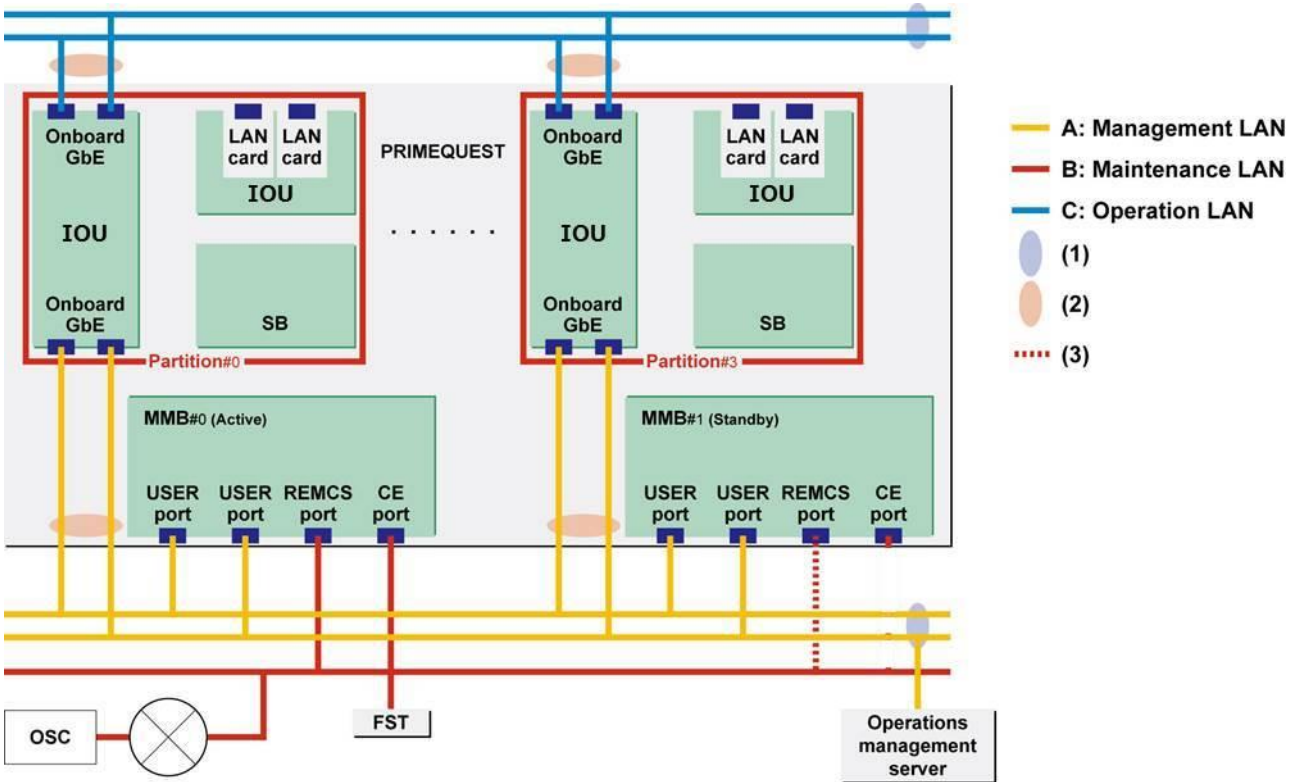 Onboard
GbE
IOU
Onboard
GbE
LAN
card
LAN
card
IOU
SB
Partition#0
PRIMEQUEST
. . . . . .
Onboard
GbE
IOU
Onboard
GbE
LAN
card
LAN
card
IOU
SB
Partition#3
A: Management LAN
B: Maintenance LAN
C: Operation LAN
(1)
(2)
(3)
MMB#0 (Active)
USER
port
USER
port
REMCS
port
CE
port
MMB#1 (Standby)
USER
port
USER
port
REMCS
port
CE
port
OSC
FST
Operations
management
server